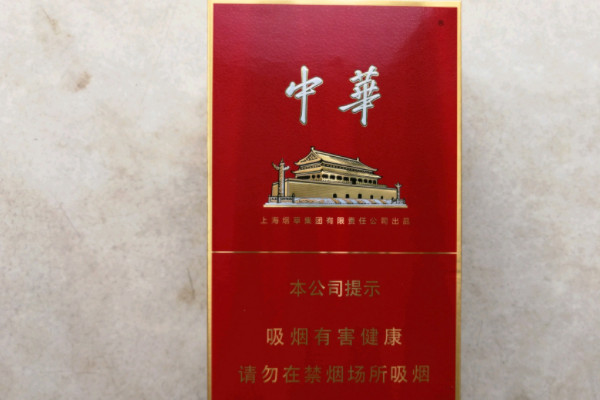 中華
上海烟草集团有限责任公司出品
本公司提示
吸烟有害健康
请勿在禁烟场所吸烟